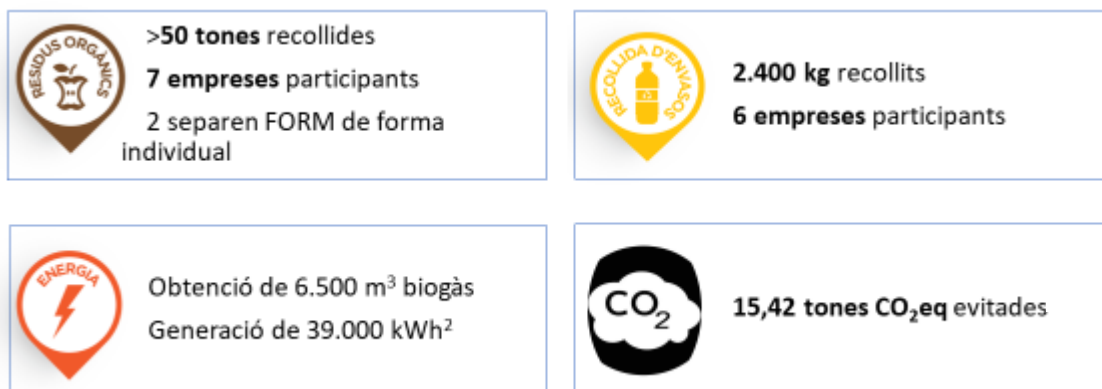 RESIDUS ORGÀNICS
>50 tones recollides
7 empreses participants
2 separen FORM de forma
individual
RECOLLIDA D'ENVASOS
2.400 kg recollits
6 empreses participants
ENERGIA
Obtenció de 6.500 m³ biogàs
Generació de 39.000 kWh²
CO₂
15,42 tones CO₂eq evitades